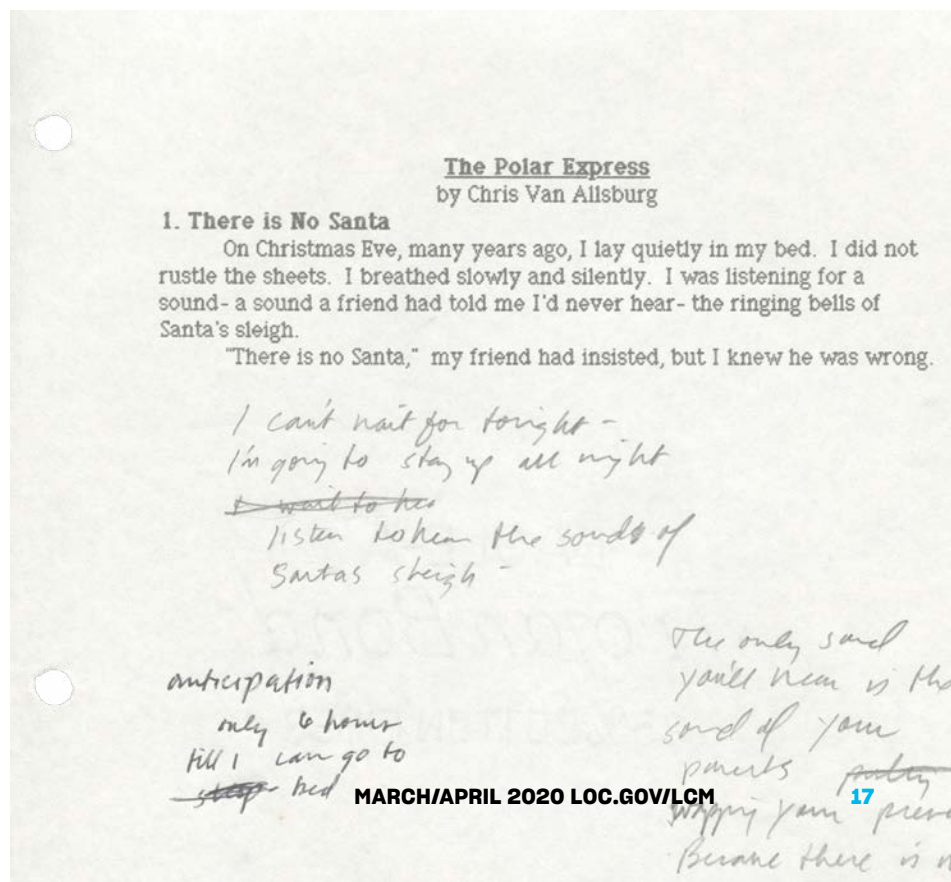 The Polar Express
by Chris Van Allsburg
1. There is No Santa
On Christmas Eve, many years ago, I lay quietly in my bed. I did not
rustle the sheets. I breathed slowly and silently. I was listening for a
sound- a sound a friend had told me I'd never hear- the ringing bells of
Santa's sleigh.
"There is no Santa," my friend had insisted, but I knew he was wrong.
I can't wait for tonight -
I'm going to stay up all night
I wait to hear
listen to hear the sounds of
Santas sleigh -
anticipation
only 6 hours
till I can go to
sleep bed
The only sound
you'll hear is the
sound of your
parents
wrapping your
Because there is
MARCH/APRIL 2020 LOC.GOV/LCM
17